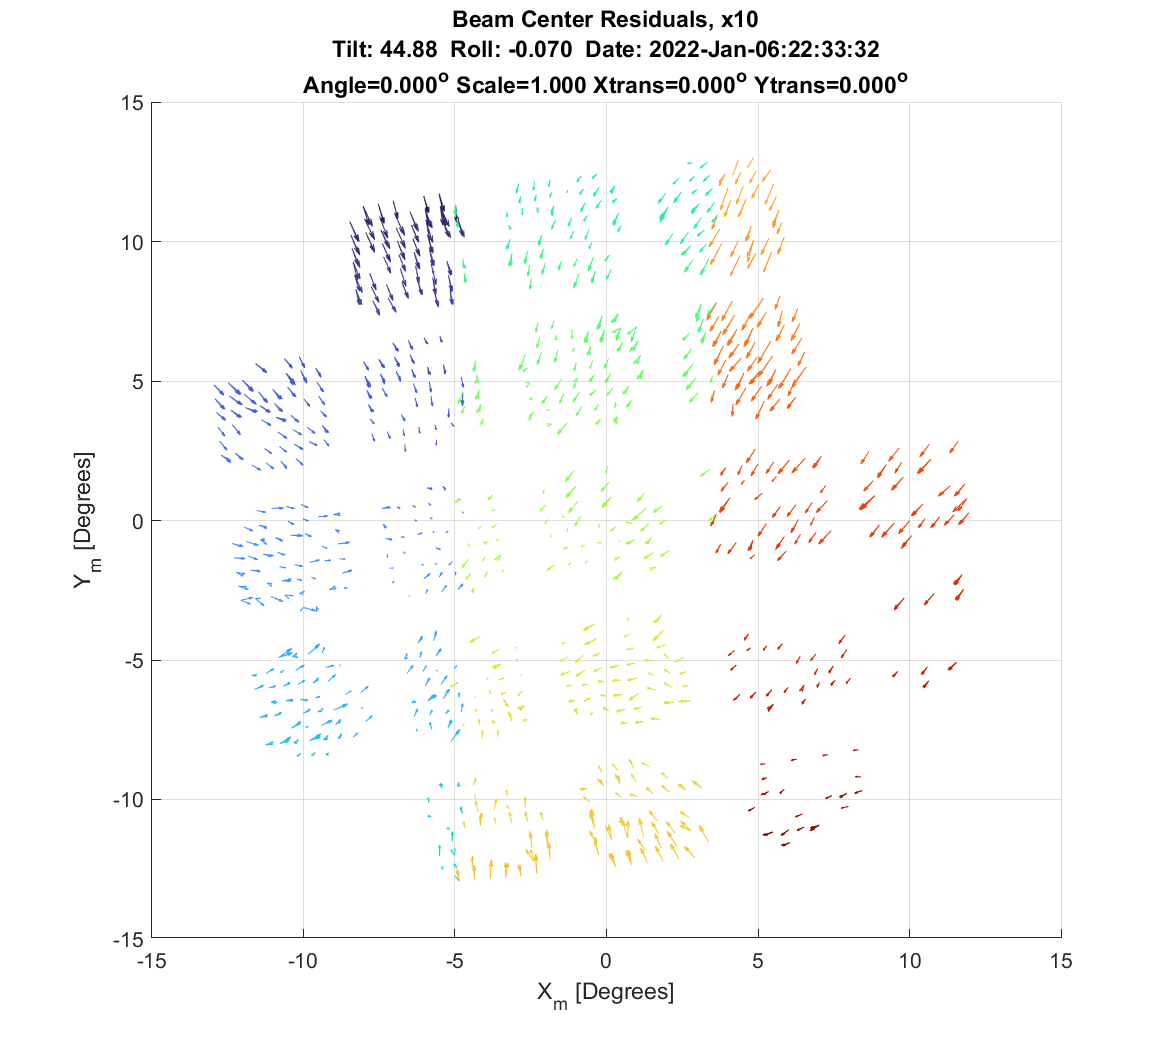 Beam Center Residuals, x10
Tilt: 44.88 Roll: -0.070 Date: 2022-Jan-06:22:33:32
Angle=0.000° Scale=1.000 Xtrans=0.000° Ytrans=0.000°
15
10
5
0
-5
-10
-15
Y_m [Degrees]
-15 -10 -5 0 5 10 15
X_m [Degrees]